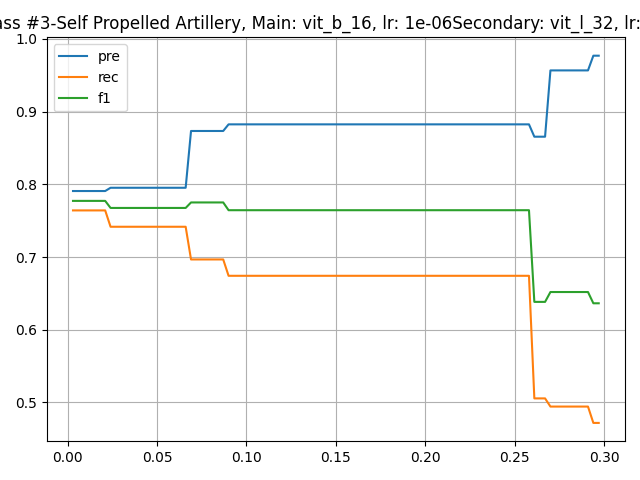 ass #3-Self Propelled Artillery, Main: vit_b_16, lr: 1e-06Secondary: vit_l_32, lr:
1.0
0.9
0.8
0.7
0.6
0.5
pre
rec
f1
0.00 0.05 0.10 0.15 0.20 0.25 0.30